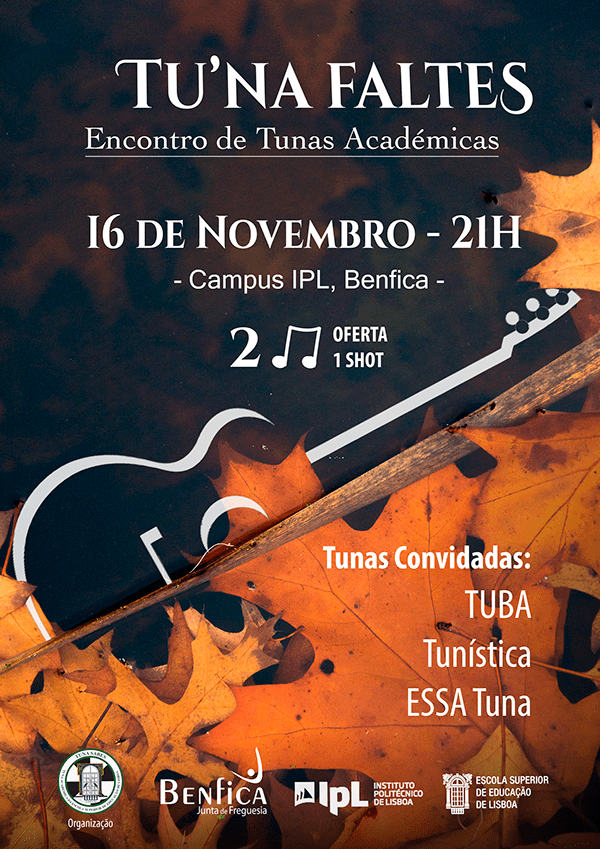 TU'NA FALTES
Encontro de Tunas Académicas
16 DE NOVEMBRO - 21H
- Campus IPL, Benfica -
2 ♫ OFERTA
1 SHOT
Tunas Convidadas:
TUBA
Tunística
ESSA Tuna
TUNA SABES
Organização
BENFICA
Junta de Freguesia
IPL
INSTITUTO
POLITÉCNICO
DE LISBOA
ESCOLA SUPERIOR
DE EDUCAÇÃO
DE LISBOA